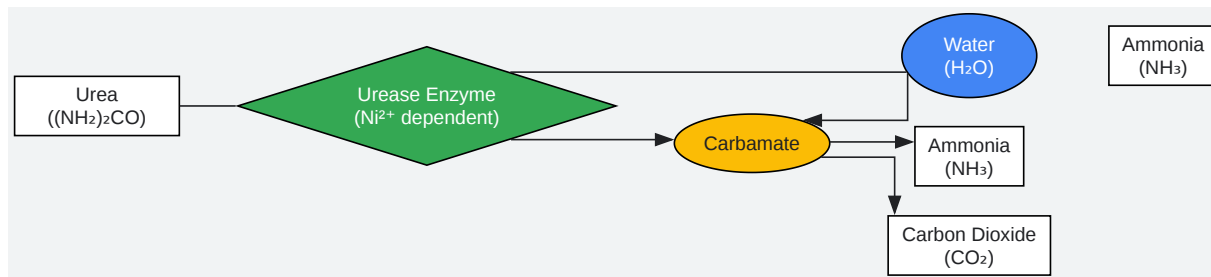 Urea
((NH₂)₂CO)
Urease Enzyme
(Ni²⁺ dependent)
Water
(H₂O)
Ammonia
(NH₃)
Carbamate
Ammonia
(NH₃)
Carbon Dioxide
(CO₂)